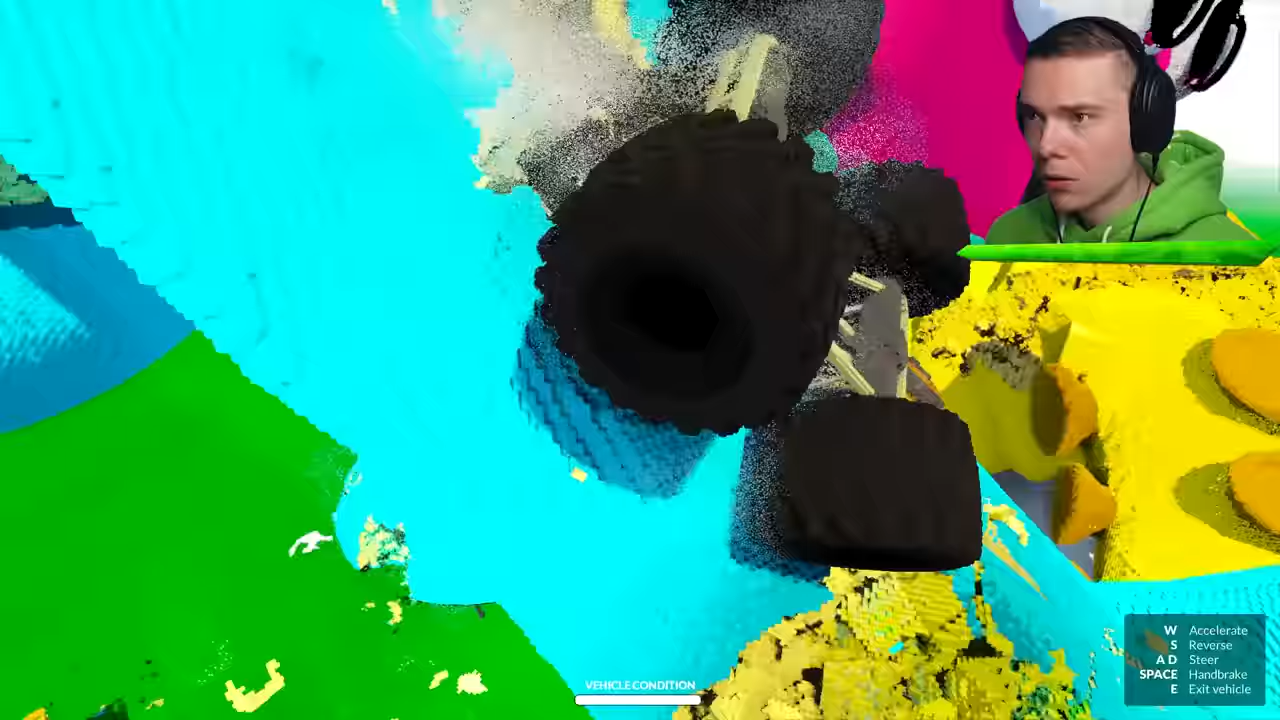 VEHICLE CONDITION
W Accelerate
S Reverse
A D Steer
SPACE Handbrake
E Exit vehicle